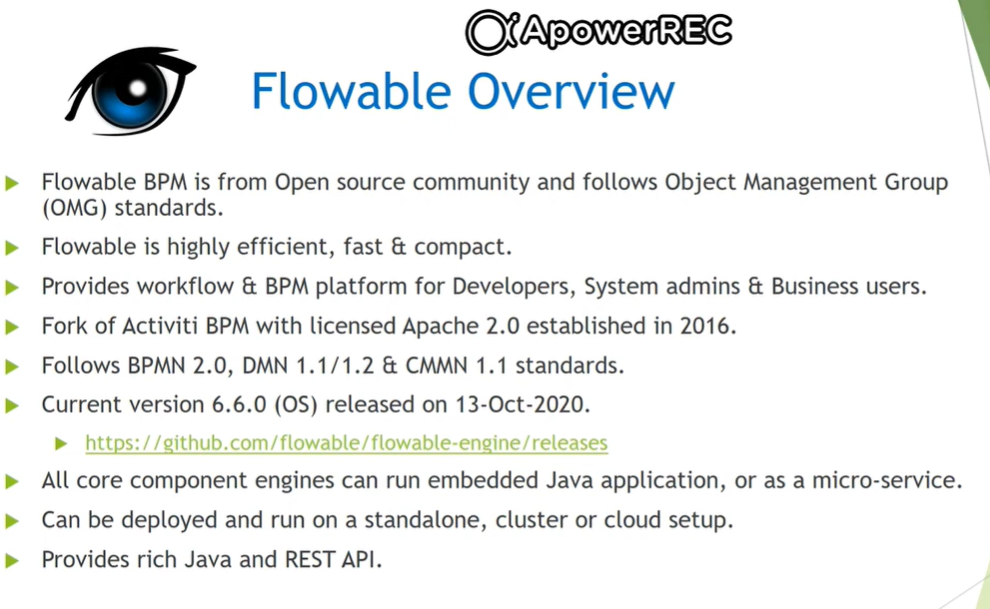 ApowerREC
Flowable Overview
Flowable BPM is from Open source community and follows Object Management Group
(OMG) standards.
Flowable is highly efficient, fast & compact.
Provides workflow & BPM platform for Developers, System admins & Business users.
Fork of Activiti BPM with licensed Apache 2.0 established in 2016.
Follows BPMN 2.0, DMN 1.1/1.2 & CMMN 1.1 standards.
Current version 6.6.0 (OS) released on 13-Oct-2020.
https://github.com/flowable/flowable-engine/releases
All core component engines can run embedded Java application, or as a micro-service.
Can be deployed and run on a standalone, cluster or cloud setup.
Provides rich Java and REST API.